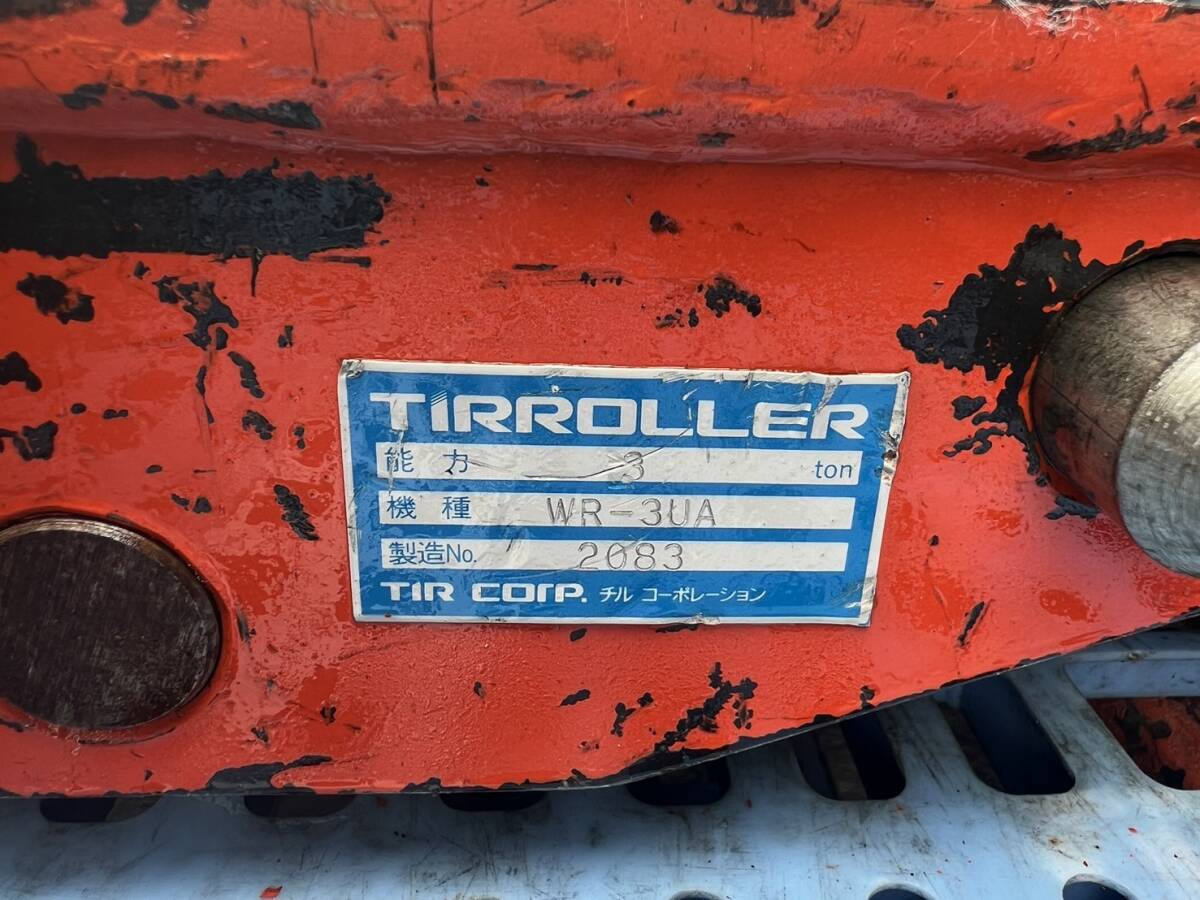 TIRROLLER
能力 3 ton
機種 WR-3UA
製造No. 2083
TIR CORP. チル コーポレーション